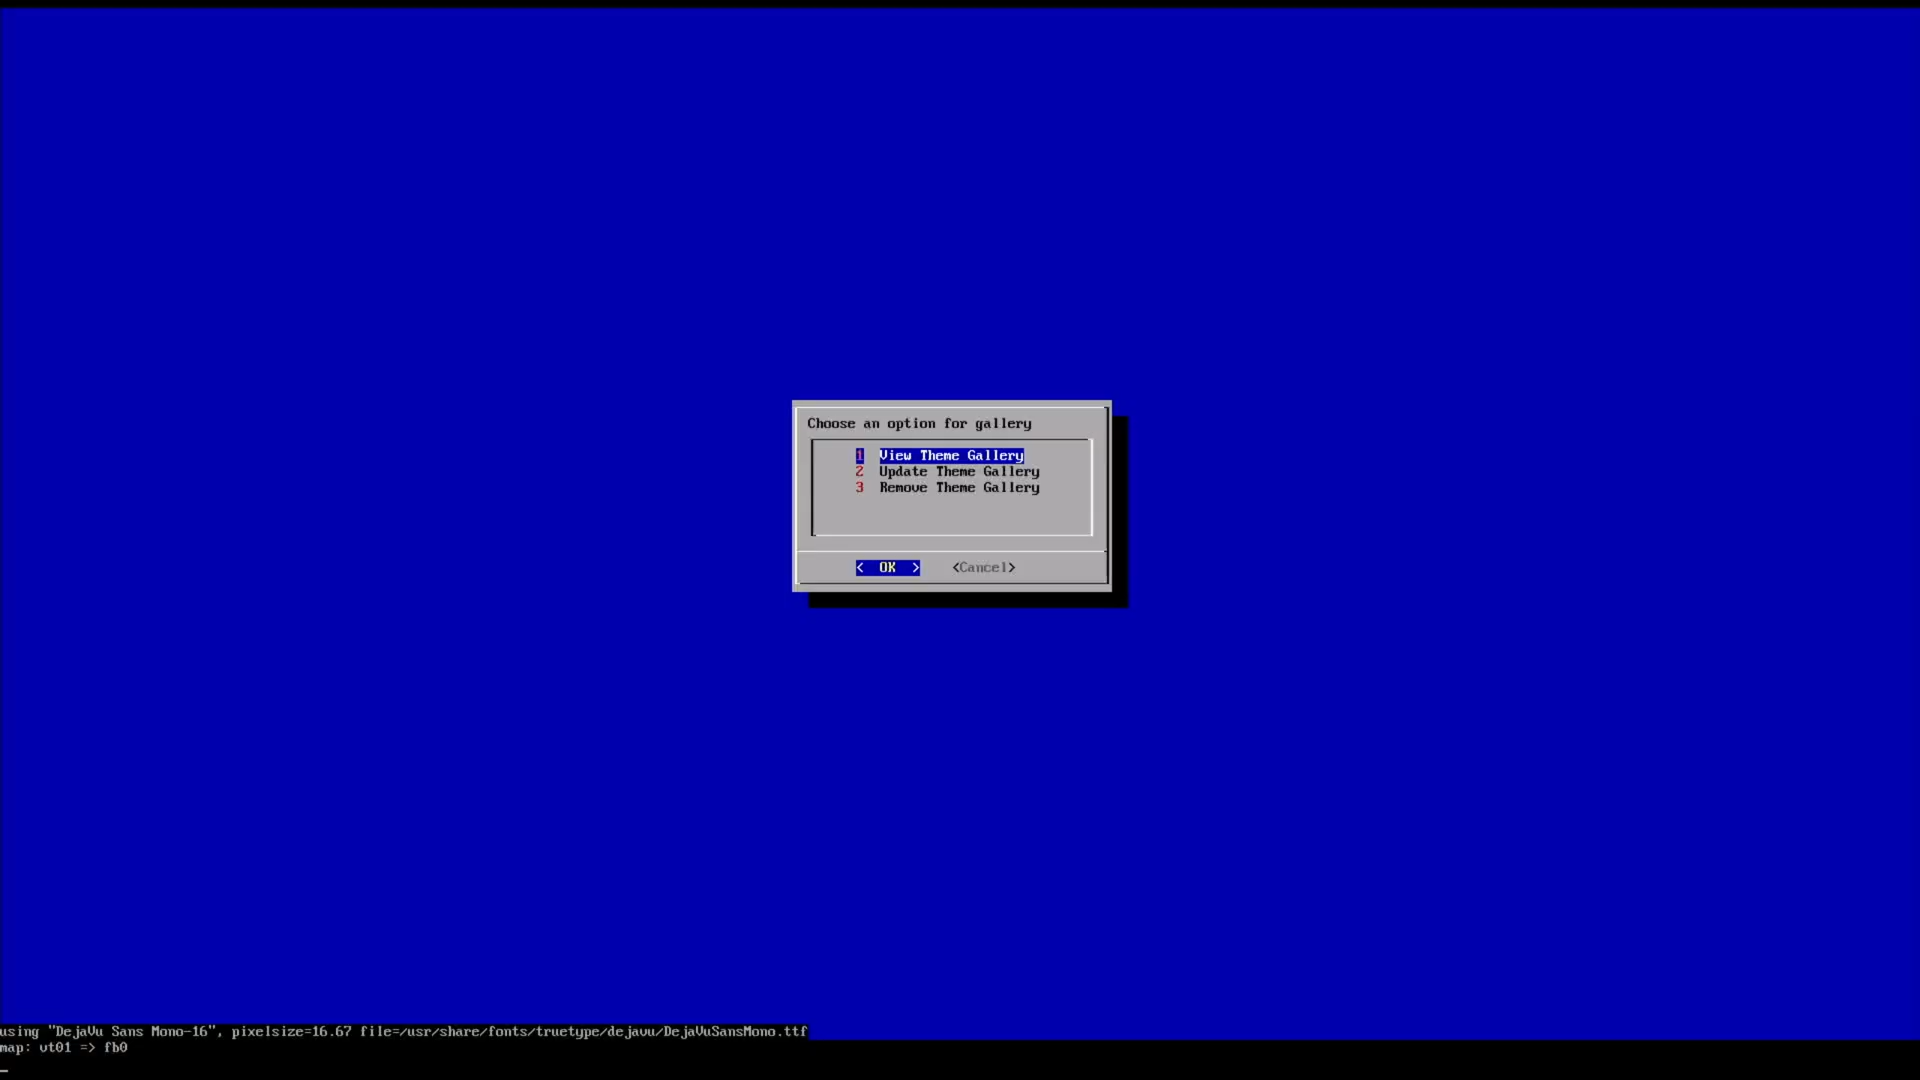 Choose an option for gallery
1 View Theme Gallery
2 Update Theme Gallery
3 Remove Theme Gallery
< OK > <Cancel>
using "DejaVu Sans Mono-16", pixelsize=16.67 file=/usr/share/fonts/truetype/dejavu/DejaVuSansMono.ttf
map: vt01 => fb0
_